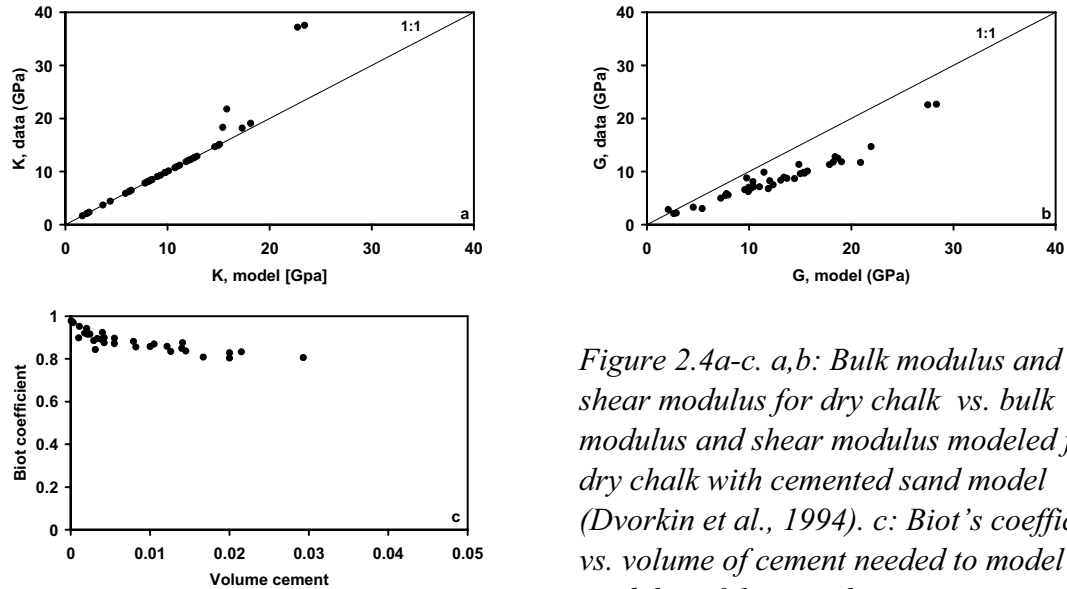 40
30
20
10
0
K, data (GPa)
1:1
a
0 10 20 30 40
K, model [Gpa]
40
30
20
10
0
G, data (GPa)
1:1
b
0 10 20 30 40
G, model (GPa)
1
0.8
0.6
0.4
0.2
0
Biot coefficient
c
0 0.01 0.02 0.03 0.04 0.05
Volume cement
Figure 2.4a-c. a,b: Bulk modulus and
shear modulus for dry chalk vs. bulk
modulus and shear modulus modeled
dry chalk with cemented sand model
(Dvorkin et al., 1994). c: Biot's
vs. volume of cement needed to model